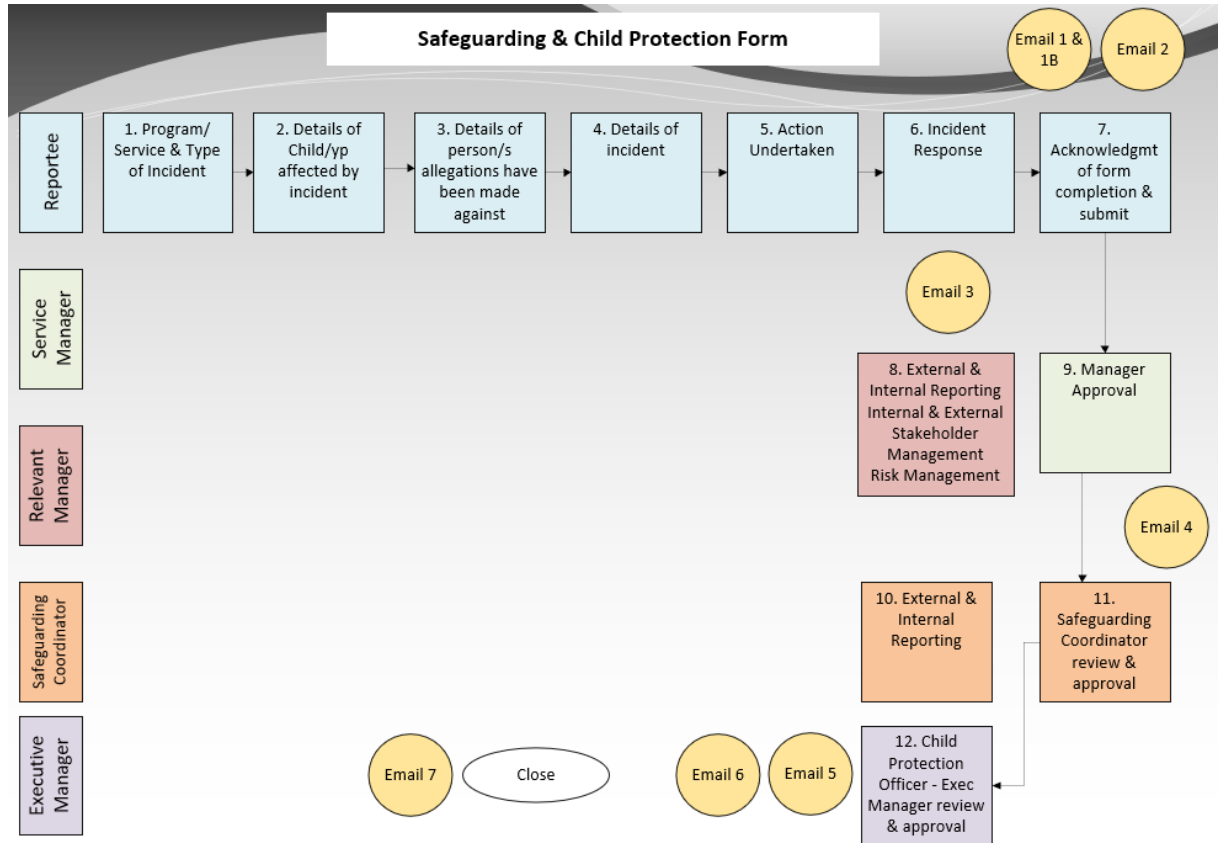 Safeguarding & Child Protection Form
Email 1 &
1B
Email 2
Reportee
1. Program/
Service & Type
of Incident
2. Details of
Child/yp
affected by
incident
3. Details of
person/s
allegations have
been made
against
4. Details of
incident
5. Action
Undertaken
6. Incident
Response
7.
Acknowledgmt
of form
completion &
submit
Service
Manager
Email 3
8. External &
Internal Reporting
Internal & External
Stakeholder
Management
Risk Management
9. Manager
Approval
Relevant
Manager
Email 4
Safeguarding
Coordinator
10. External &
Internal
Reporting
11.
Safeguarding
Coordinator
review &
approval
Executive
Manager
Email 7
Close
Email 6
Email 5
12. Child
Protection
Officer - Exec
Manager review
& approval